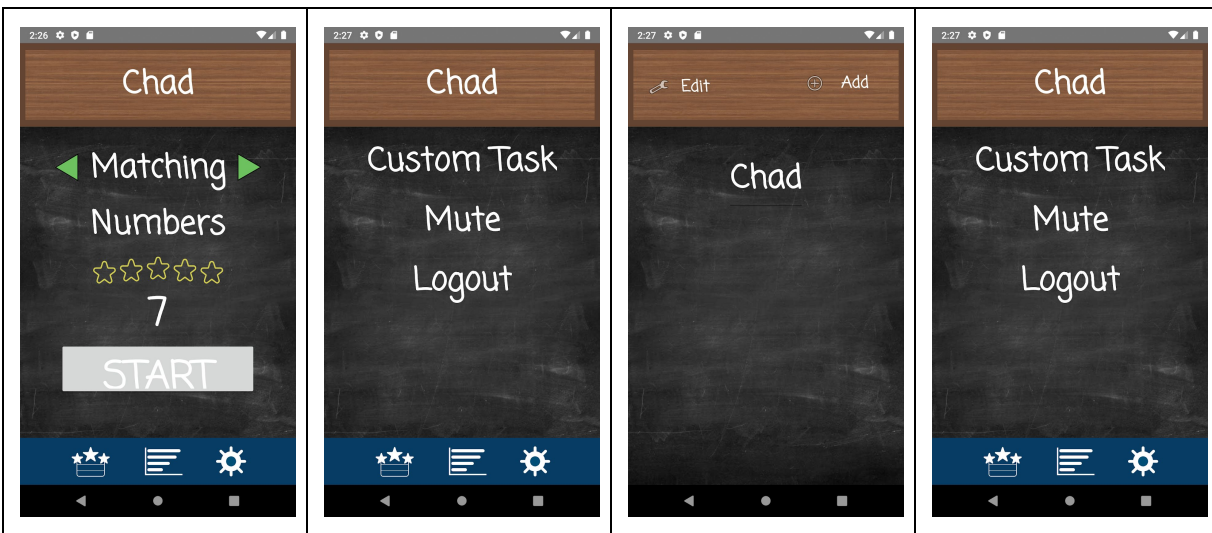 2:26
Chad
Matching
Numbers
7
START
2:27
Chad
Custom Task
Mute
Logout
2:27
Edit Add
Chad
2:27
Chad
Custom Task
Mute
Logout